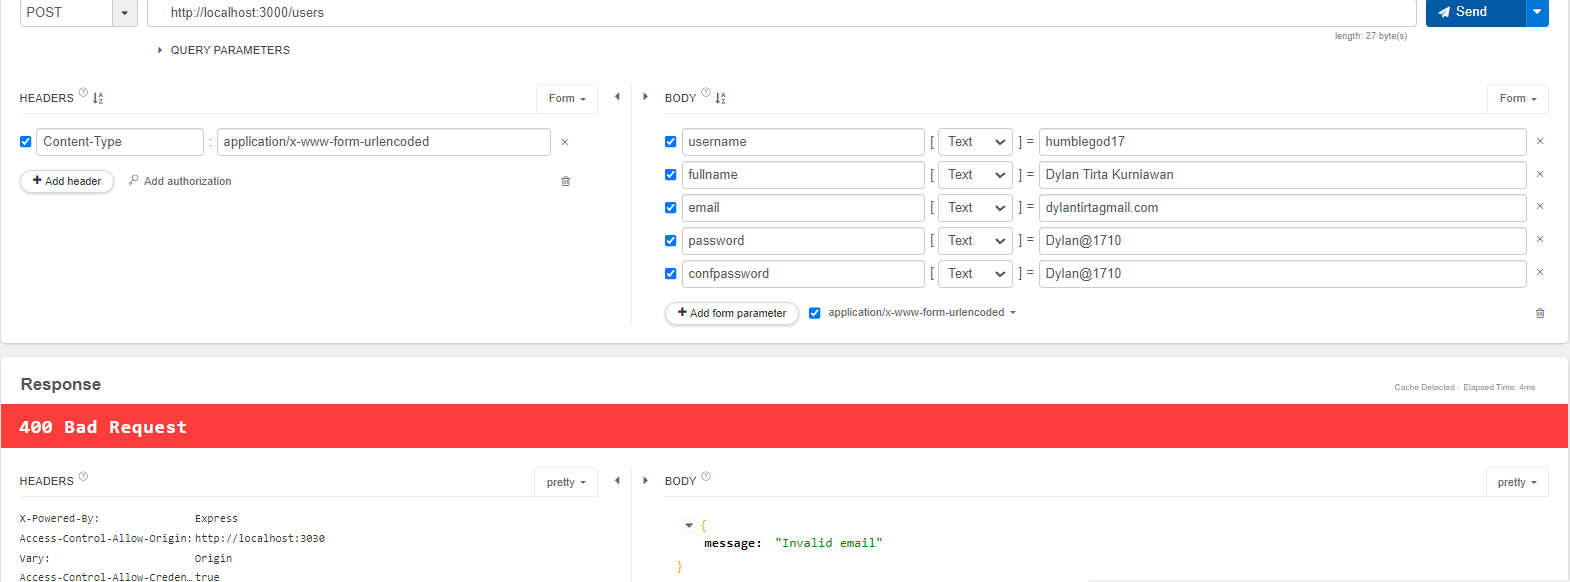 POST http://localhost:3000/users Send
length: 27 byte(s)
QUERY PARAMETERS
HEADERS ? Form
Content-Type : application/x-www-form-urlencoded ×
+ Add header Add authorization
BODY ? Form
username [ Text ] = humblegod17 ×
fullname [ Text ] = Dylan Tirta Kurniawan ×
email [ Text ] = dylantirtagmail.com ×
password [ Text ] = Dylan@1710 ×
confpassword [ Text ] = Dylan@1710 ×
+ Add form parameter application/x-www-form-urlencoded
Response
Cache Detected - Elapsed Time: 4ms
400 Bad Request
HEADERS ? pretty
X-Powered-By: Express
Access-Control-Allow-Origin: http://localhost:3030
Vary: Origin
Access-Control-Allow-Creden… true
BODY ? pretty
{
message: "Invalid email"
}